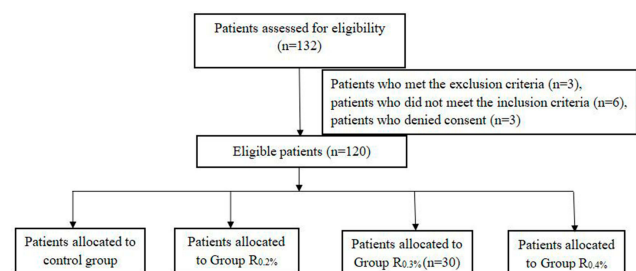 Patients assessed for eligibility
(n=132)
Patients who met the exclusion criteria (n=3),
patients who did not meet the inclusion criteria (n=6),
patients who denied consent (n=3)
Eligible patients (n=120)
Patients allocated to
control group
Patients allocated
to Group R0.2%
Patients allocated to
Group R0.3% (n=30)
Patients allocated
to Group R0.4%